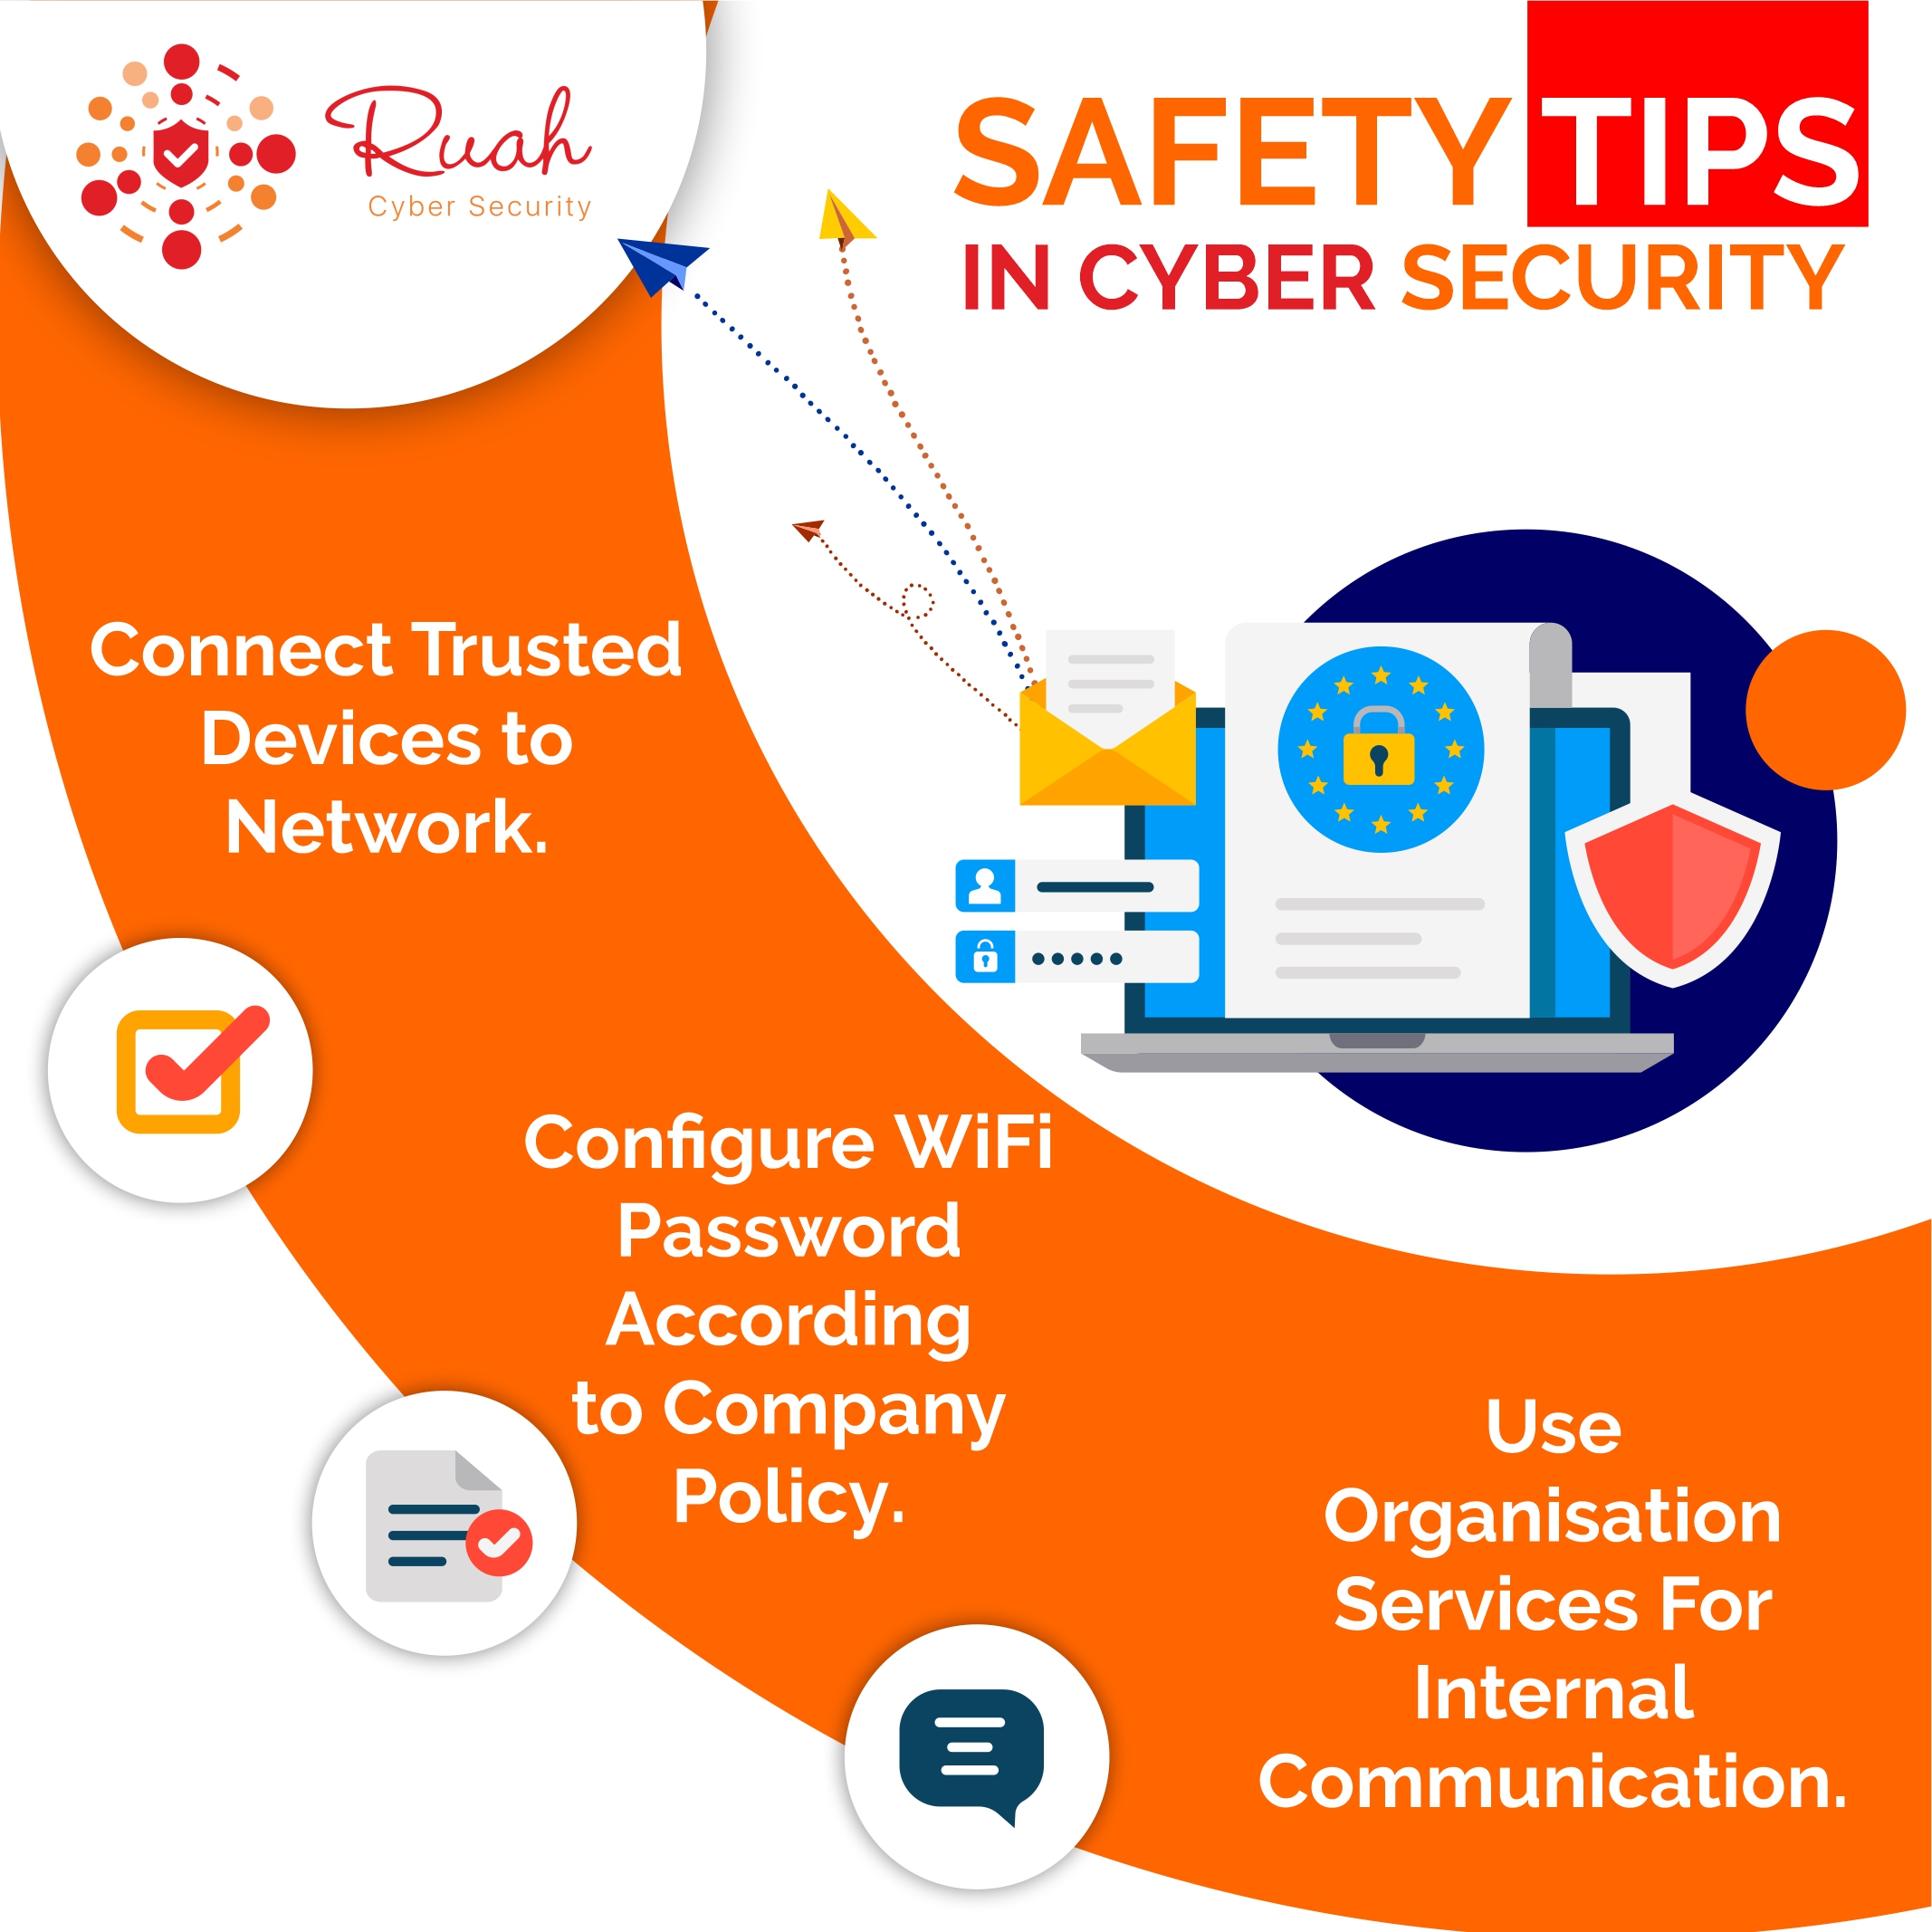 Ruah
Cyber Security
SAFETY TIPS
IN CYBER SECURITY
Connect Trusted
Devices to
Network.
Configure WiFi
Password
According
to Company
Policy.
Use
Organisation
Services For
Internal
Communication.